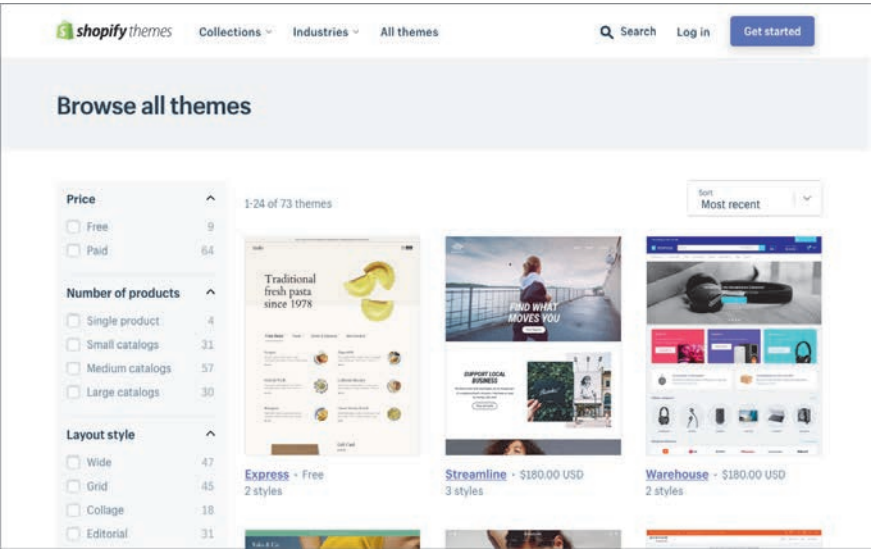 shopify themes
Collections
Industries
All themes
Search
Log in
Get started
Browse all themes
Price
Free 9
Paid 64
Number of products
Single product 4
Small catalogs 31
Medium catalogs 57
Large catalogs 30
Layout style
Wide 47
Grid 45
Collage 18
Editorial 31
1-24 of 73 themes
Sort
Most recent
Traditional
fresh pasta
since 1978
Express · Free
2 styles
FIND WHAT
MOVES YOU
SUPPORT LOCAL
BUSINESS
Streamline · $180.00 USD
3 styles
Warehouse · $180.00 USD
2 styles